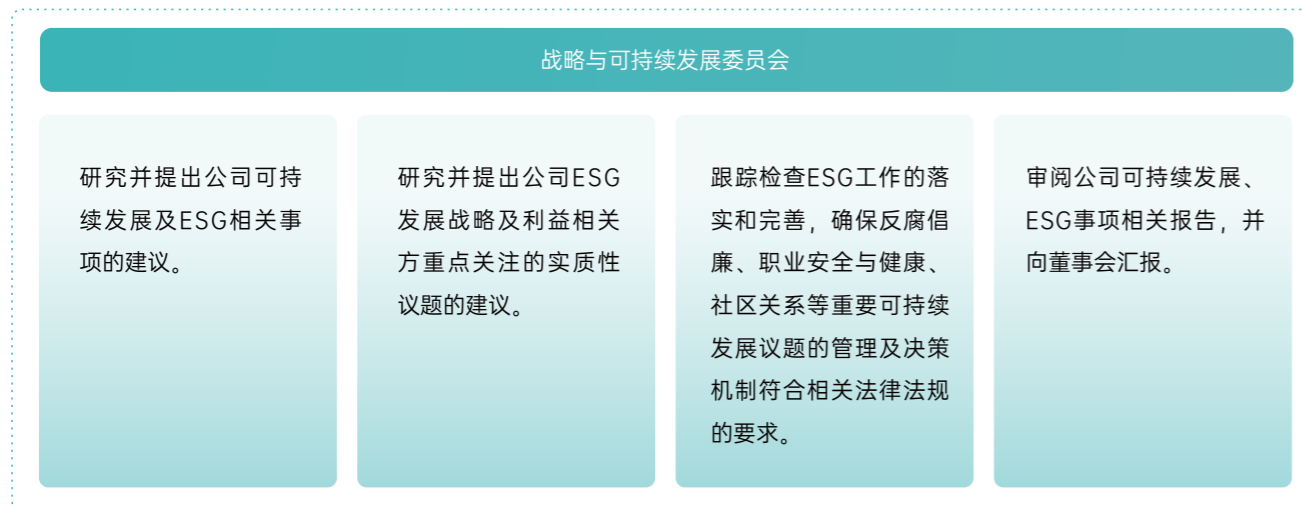 战略与可持续发展委员会
研究并提出公司可持
续发展及ESG相关事
项的建议。
研究并提出公司ESG
发展战略及利益相关
方重点关注的实质性
议题的建议。
跟踪检查ESG工作的落
实和完善，确保反腐倡
廉、职业安全与健康、
社区关系等重要可持续
发展议题的管理及决策
机制符合相关法律法规
的要求。
审阅公司可持续发展、
ESG事项相关报告，并
向董事会汇报。